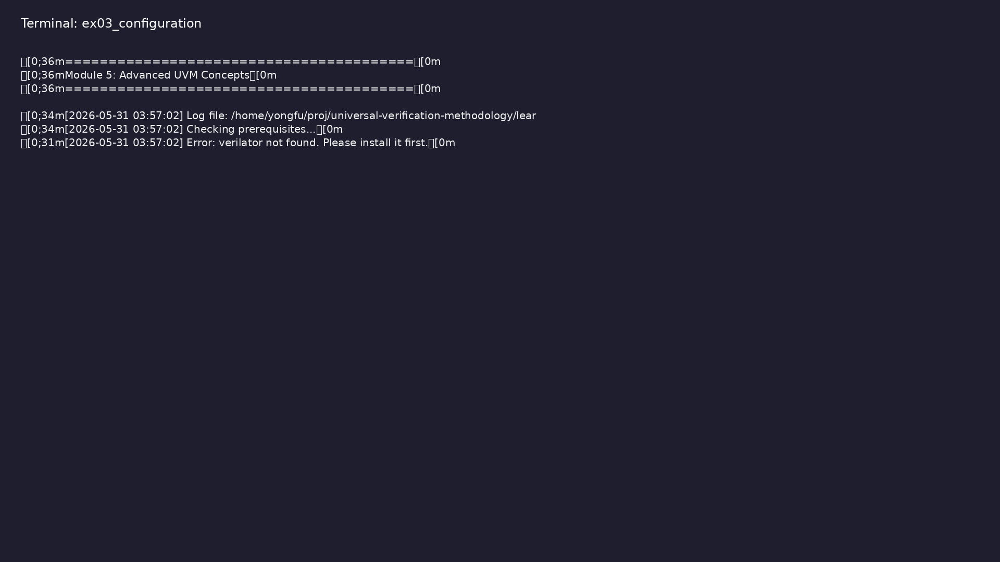 Terminal: ex03_configuration
▯[0;36m========================================▯[0m
▯[0;36mModule 5: Advanced UVM Concepts▯[0m
▯[0;36m========================================▯[0m
▯[0;34m[2026-05-31 03:57:02] Log file: /home/yongfu/proj/universal-verification-methodology/lear
▯[0;34m[2026-05-31 03:57:02] Checking prerequisites...▯[0m
▯[0;31m[2026-05-31 03:57:02] Error: verilator not found. Please install it first.▯[0m